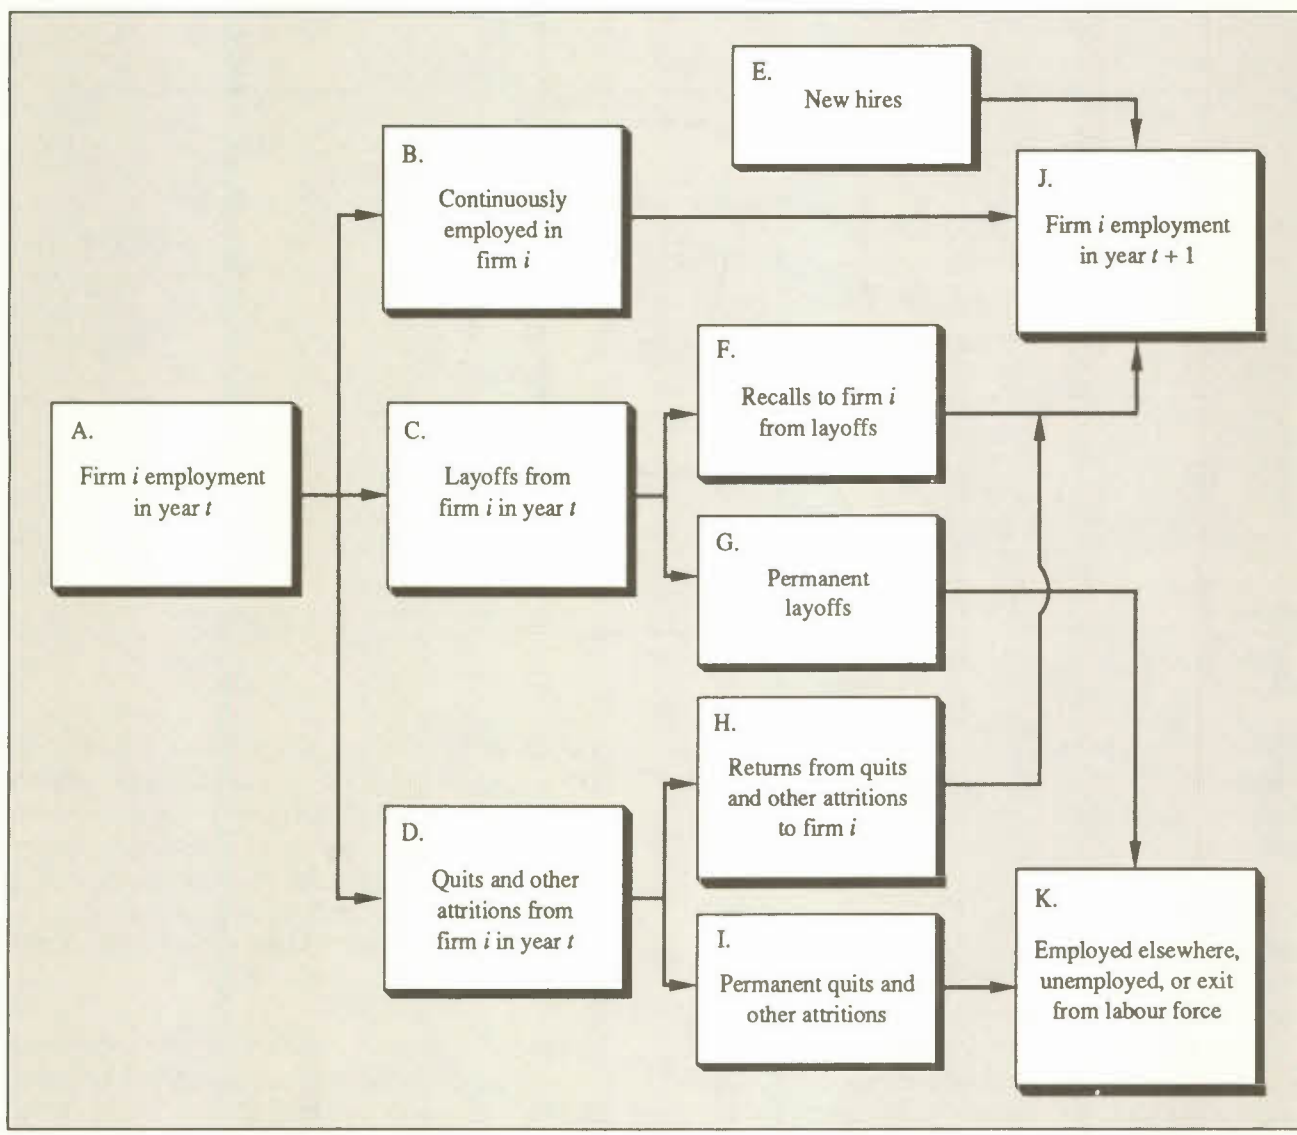 E.
New hires
B.
Continuously
employed in
firm i
J.
Firm i employment
in year t + 1
A.
Firm i employment
in year t
C.
Layoffs from
firm i in year t
F.
Recalls to firm i
from layoffs
G.
Permanent
layoffs
D.
Quits and other
attritions from
firm i in year t
H.
Returns from quits
and other attritions
to firm i
I.
Permanent quits and
other attritions
K.
Employed elsewhere,
unemployed, or exit
from labour force